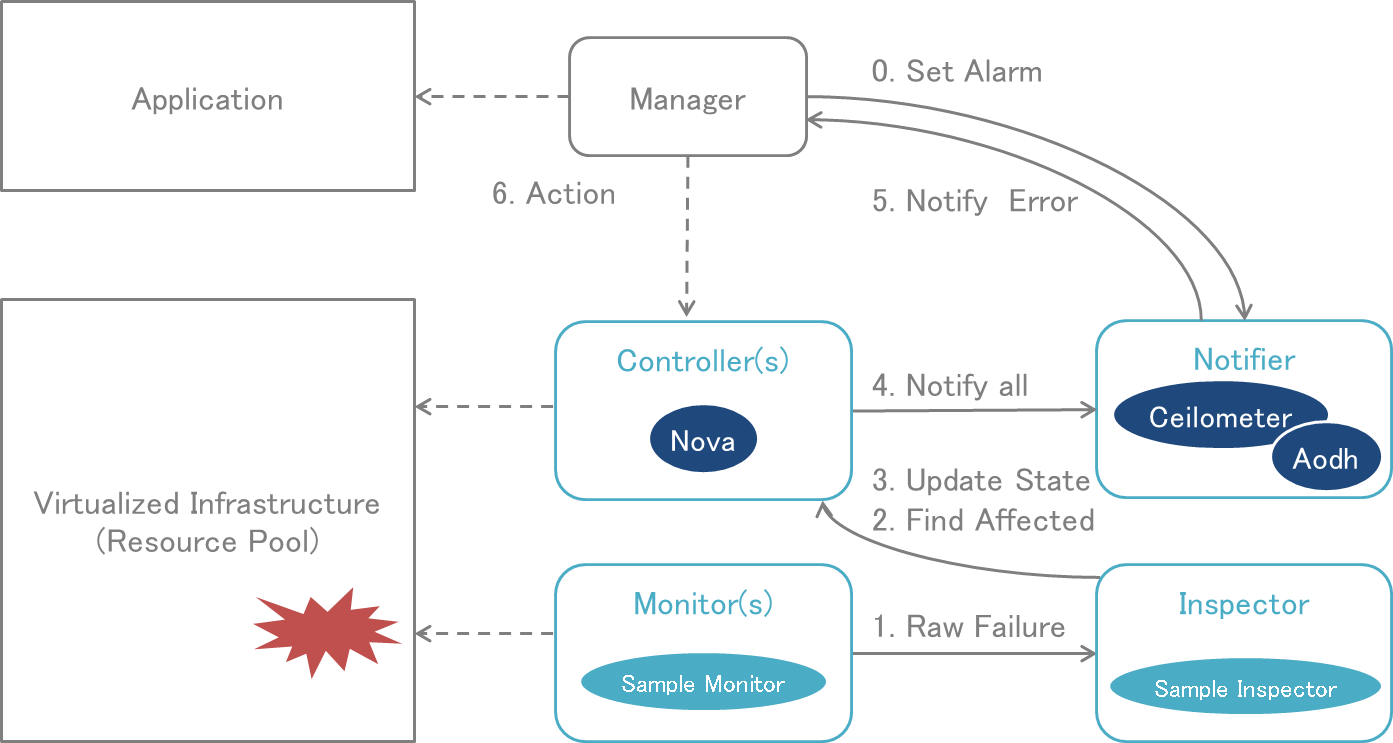 Application
Manager
0. Set Alarm
5. Notify Error
6. Action
Virtualized Infrastructure
(Resource Pool)
Controller(s)
Nova
4. Notify all
Notifier
Ceilometer
Aodh
3. Update State
2. Find Affected
Monitor(s)
Sample Monitor
1. Raw Failure
Inspector
Sample Inspector